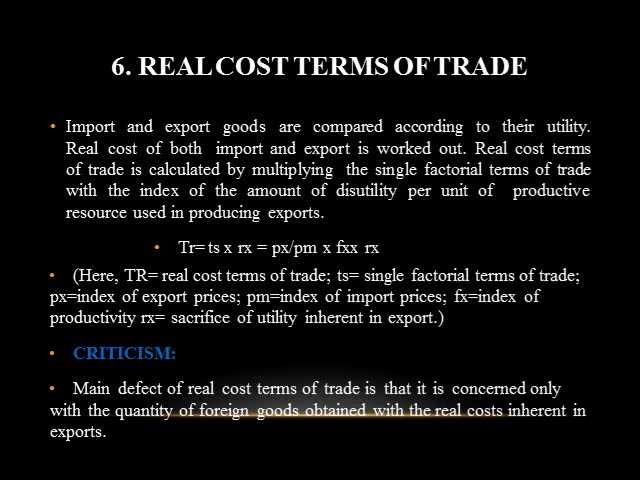 6. REAL COST TERMS OF TRADE
• Import and export goods are compared according to their utility.
Real cost of both import and export is worked out. Real cost terms
of trade is calculated by multiplying the single factorial terms of trade
with the index of the amount of disutility per unit of productive
resource used in producing exports.
• Tr= ts x rx = px/pm x fxx rx
• (Here, TR= real cost terms of trade; ts= single factorial terms of trade;
px=index of export prices; pm=index of import prices; fx=index of
productivity rx= sacrifice of utility inherent in export.)
• CRITICISM:
• Main defect of real cost terms of trade is that it is concerned only
with the quantity of foreign goods obtained with the real costs inherent in
exports.